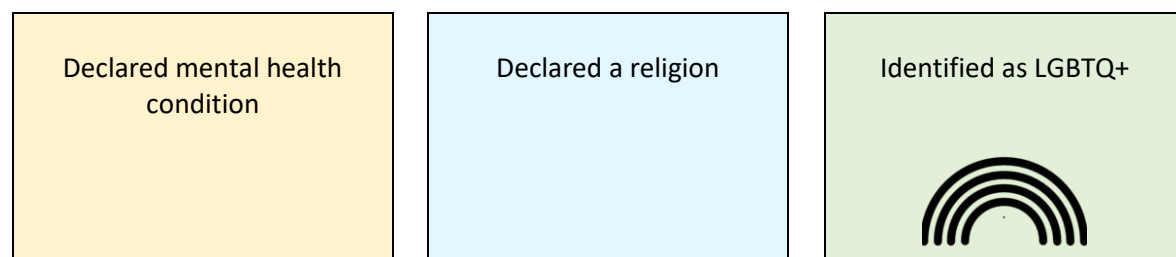 Declared mental health
condition
Declared a religion
Identified as LGBTQ+